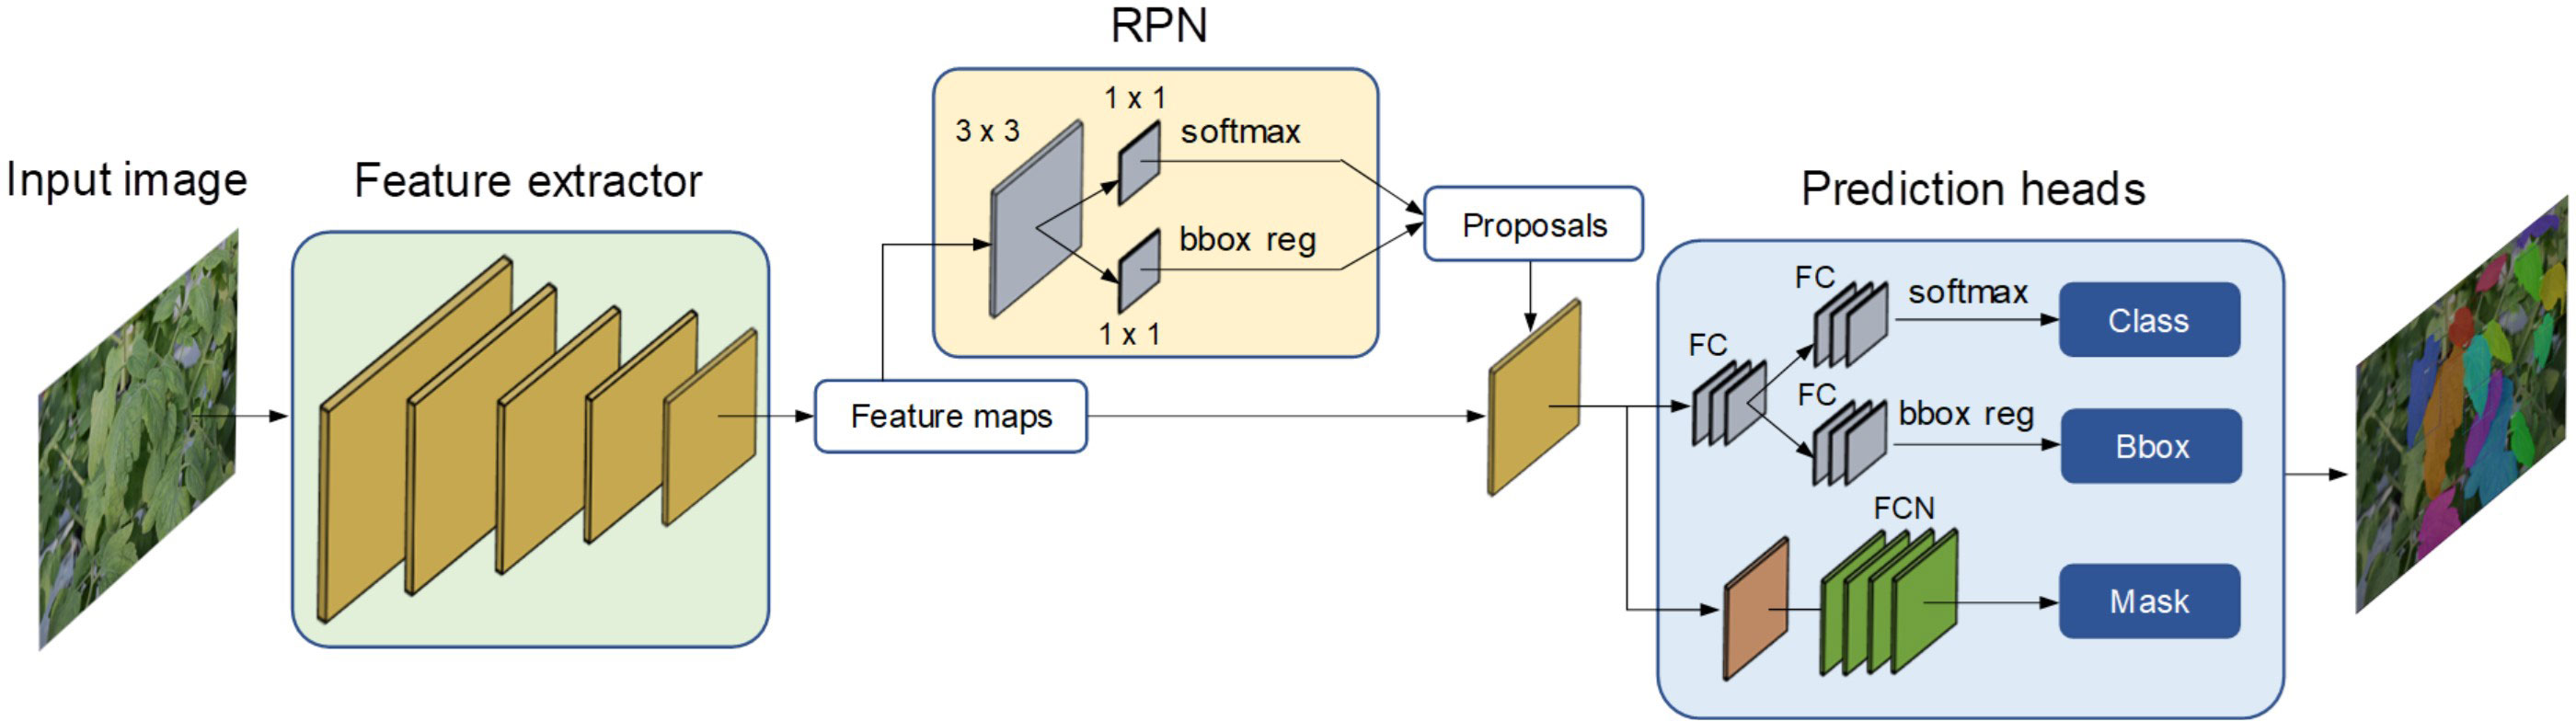 RPN
1 x 1
3 x 3
softmax
Input image
Feature extractor
Prediction heads
Proposals
bbox reg
1 x 1
FC
softmax
Class
FC
FC
bbox reg
Bbox
Feature maps
FCN
Mask